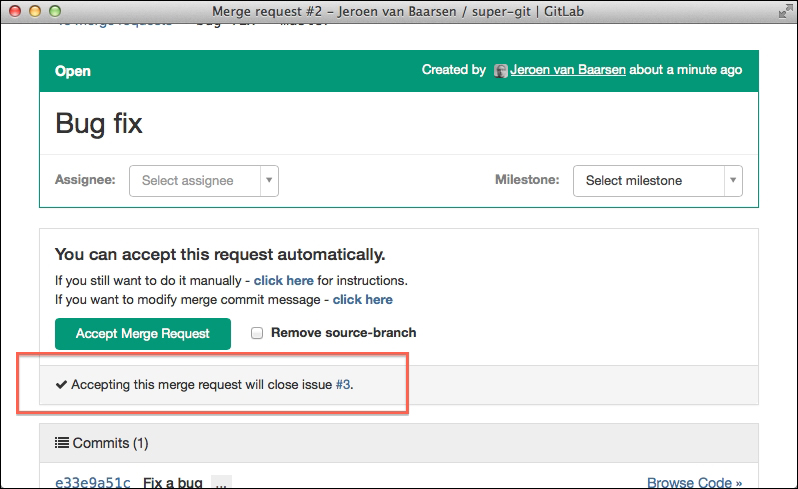 Merge request #2 – Jeroen van Baarsen / super-git | GitLab
Open
Created by Jeroen van Baarsen about a minute ago
Bug fix
Assignee: Select assignee
Milestone: Select milestone
You can accept this request automatically.
If you still want to do it manually - click here for instructions.
If you want to modify merge commit message - click here
Accept Merge Request
Remove source-branch
Accepting this merge request will close issue #3.
Commits (1)
e33e9a51c Fix a bug ...
Browse Code »